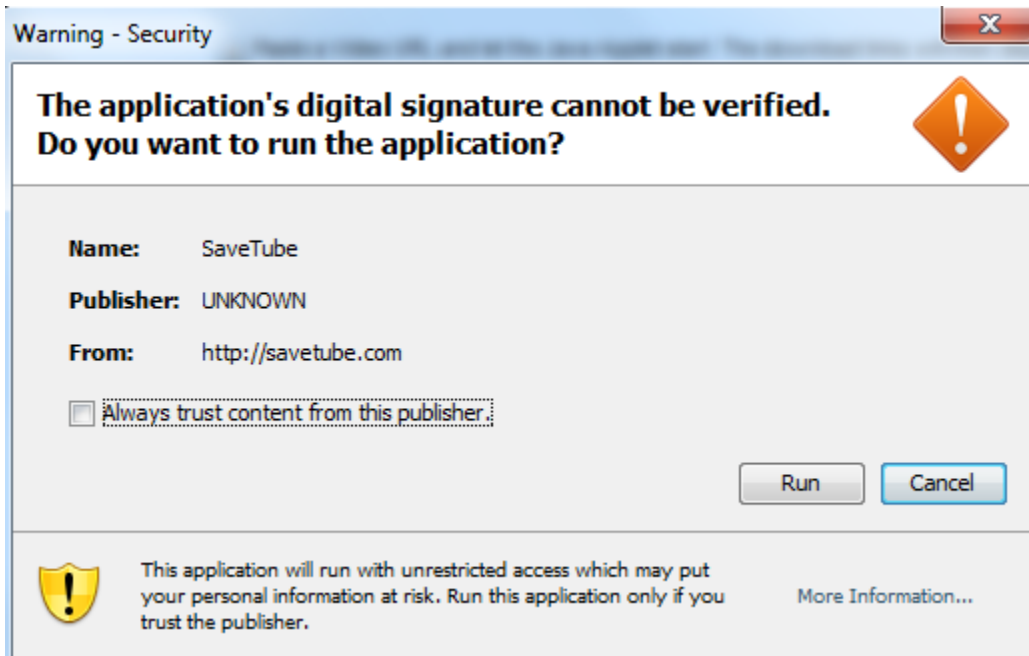 Warning - Security
The application's digital signature cannot be verified.
Do you want to run the application?
Name: SaveTube
Publisher: UNKNOWN
From: http://savetube.com
Always trust content from this publisher.
Run Cancel
This application will run with unrestricted access which may put
your personal information at risk. Run this application only if you
trust the publisher.
More Information...